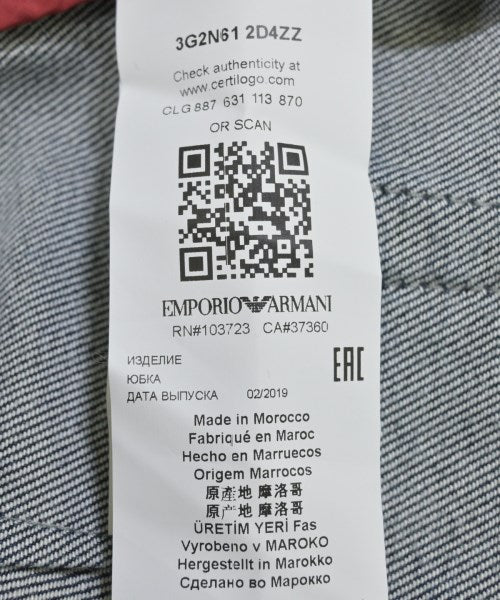 3G2N61 2D4ZZ
Check authenticity at
www.certilogo.com
CLG 887 631 113 870
OR SCAN
EMPORIO ARMANI
RN#103723 CA#37360
EAC
ИЗДЕЛИЕ
ЮБКА
ДАТА ВЫПУСКА 02/2019
Made in Morocco
Fabriqué en Maroc
Hecho en Marruecos
Origem Marrocos
原產地 摩洛哥
原产地 摩洛哥
ÜRETİM YERİ Fas
Vyrobeno v MAROKO
Hergestellt in Marokko
Сделано во Марокко